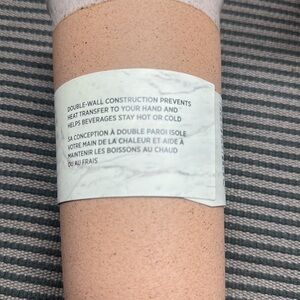 DOUBLE-WALL CONSTRUCTION PREVENTS
HEAT TRANSFER TO YOUR HAND AND
HELPS BEVERAGES STAY HOT OR COLD
SA CONCEPTION À DOUBLE PAROI ISOLE
VOTRE MAIN DE LA CHALEUR ET AIDE À
MAINTENIR LES BOISSONS AU CHAUD
OU AU FRAIS